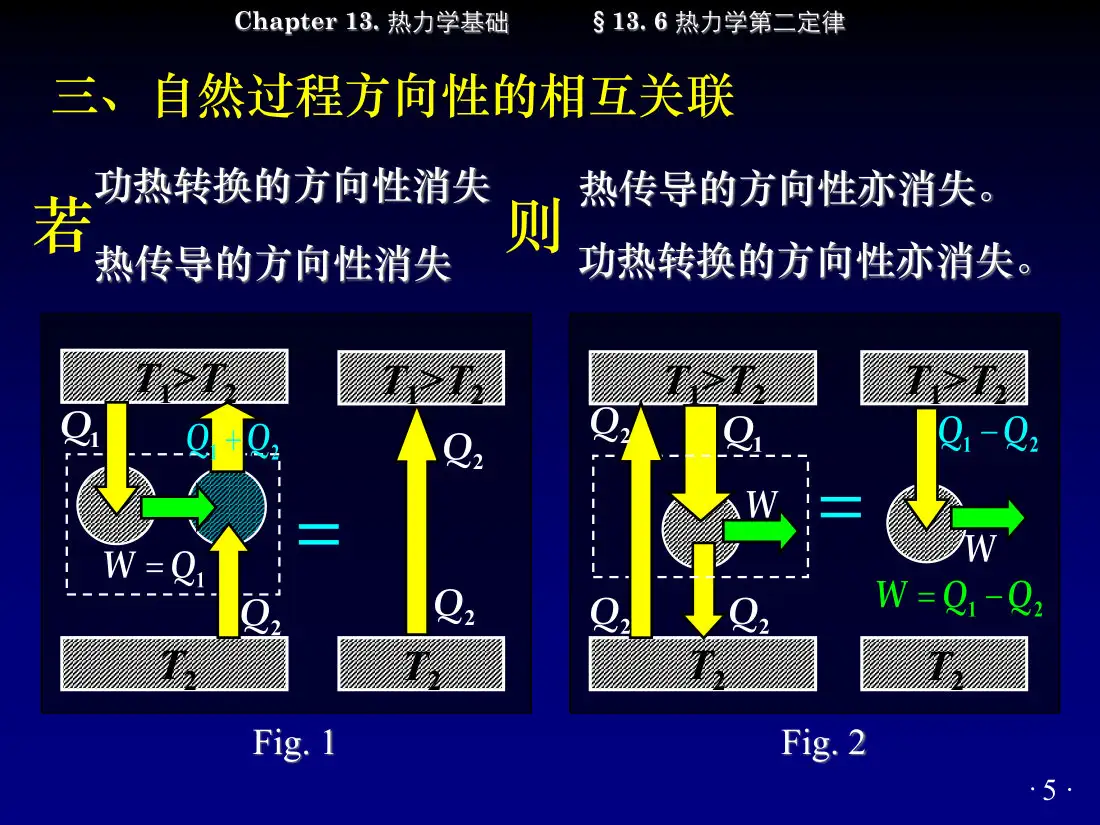 Chapter 13. 热力学基础 §13. 6 热力学第二定律
三、自然过程方向性的相互关联
若
功热转换的方向性消失
热传导的方向性消失
则
热传导的方向性亦消失。
功热转换的方向性亦消失。
T₁>T₂
Q₁
Q₁+Q₂
W = Q₁
Q₂
T₂
=
T₁>T₂
Q₂
Q₂
T₂
Fig. 1
T₁>T₂
Q₂
Q₁
W
Q₂
Q₂
T₂
=
T₁>T₂
Q₁ − Q₂
W
W = Q₁ − Q₂
T₂
Fig. 2
· 5 ·